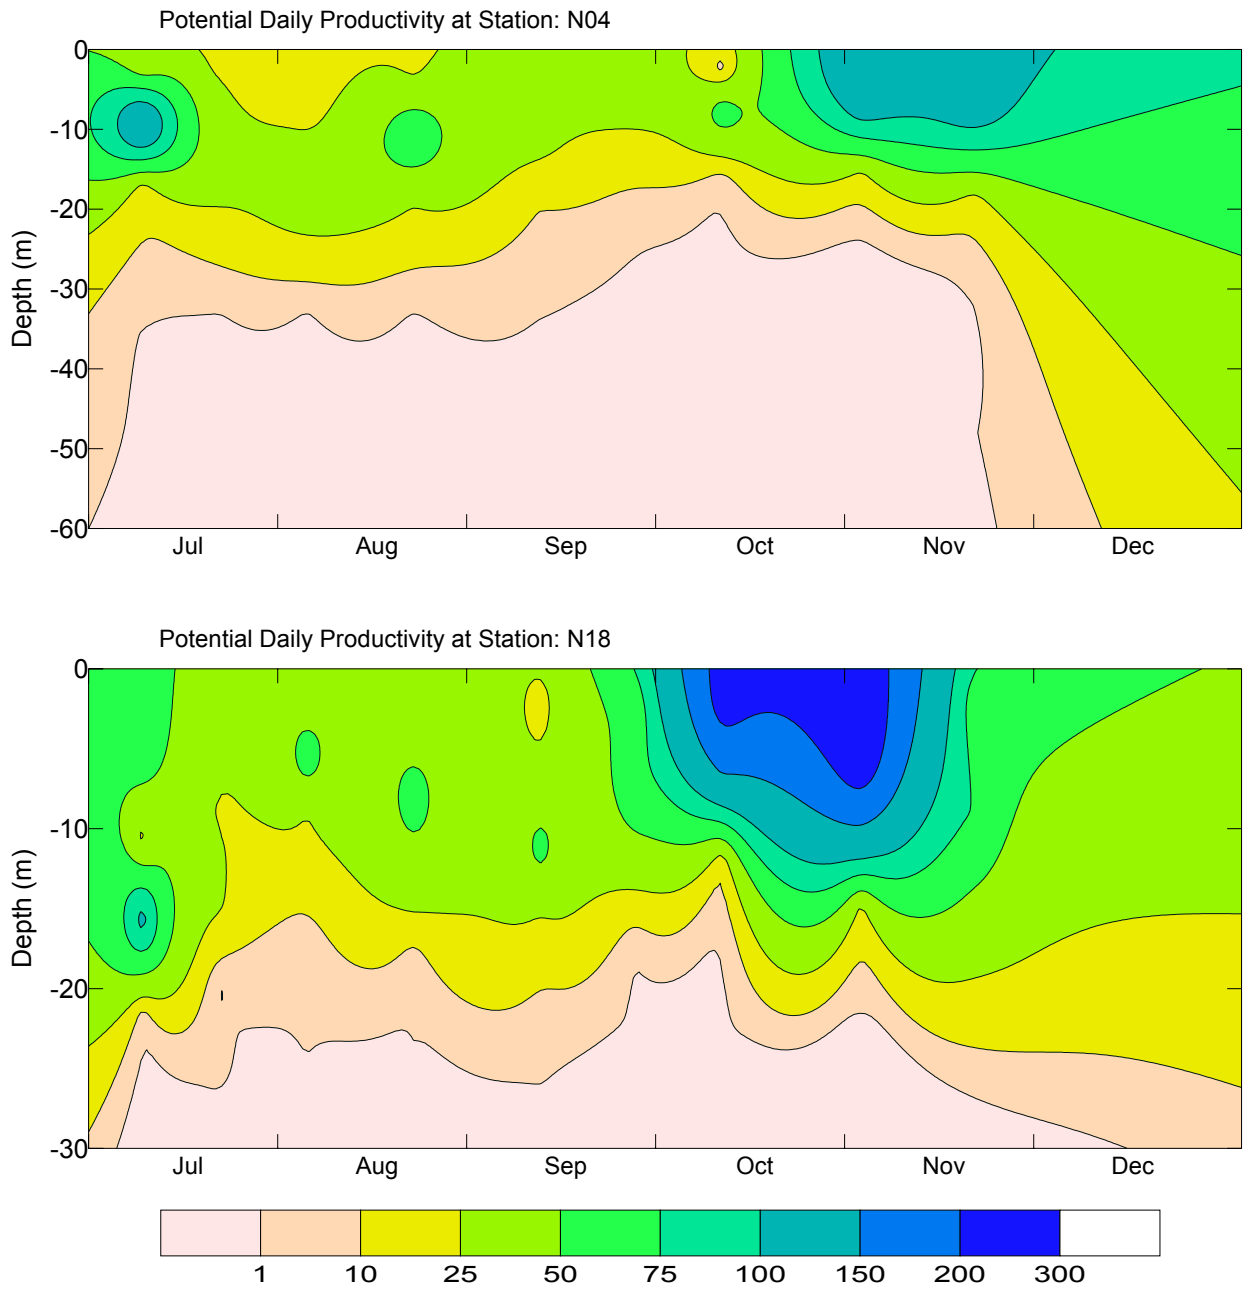 Potential Daily Productivity at Station: N04
0
-10
-20
-30
-40
-50
-60
Depth (m)
Jul Aug Sep Oct Nov Dec
Potential Daily Productivity at Station: N18
0
-10
-20
-30
Depth (m)
Jul Aug Sep Oct Nov Dec
1 10 25 50 75 100 150 200 300